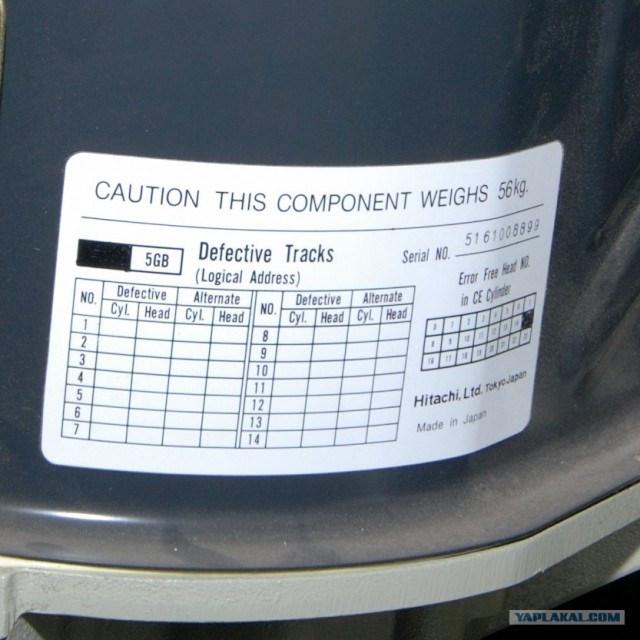 CAUTION THIS COMPONENT WEIGHS 56kg.
5GB Defective Tracks
(Logical Address)
Serial NO. 5161008899
Error Free Head NO.
in CE Cylinder
NO. Defective Alternate NO. Defective Alternate
Cyl. Head Cyl. Head Cyl. Head Cyl. Head
1 8
2 9
3 10
4 11
5 12
6 13
7 14
Hitachi, Ltd. Tokyo Japan
Made in Japan
YAPLAKAL.COM